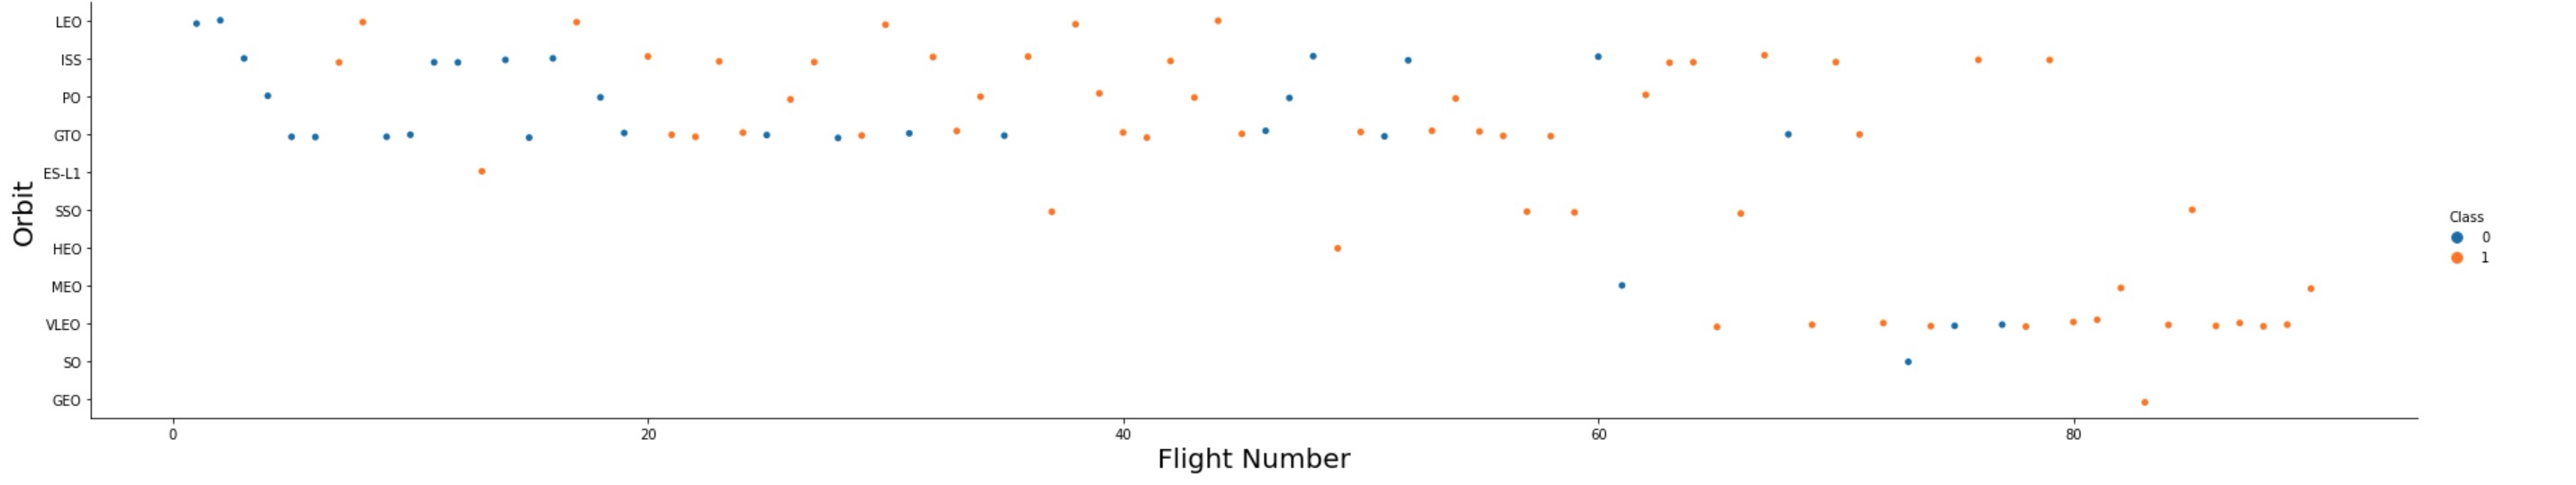 LEO
ISS
PO
GTO
ES-L1
SSO
HEO
MEO
VLEO
SO
GEO
Orbit
0 20 40 60 80
Flight Number
Class
0
1